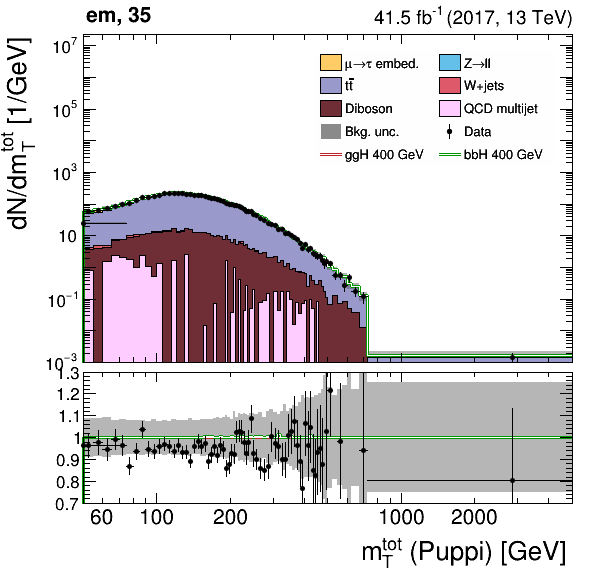 em, 35
41.5 fb⁻¹ (2017, 13 TeV)
dN/dm_T^tot [1/GeV]
10⁷
10⁵
10³
10
10⁻¹
10⁻³
μ→τ embed.
Z→ll
tt̄
W+jets
Diboson
QCD multijet
Bkg. unc.
Data
ggH 400 GeV
bbH 400 GeV
1.3
1.2
1.1
1
0.9
0.8
0.7
60
100
200
1000
2000
m_T^tot (Puppi) [GeV]